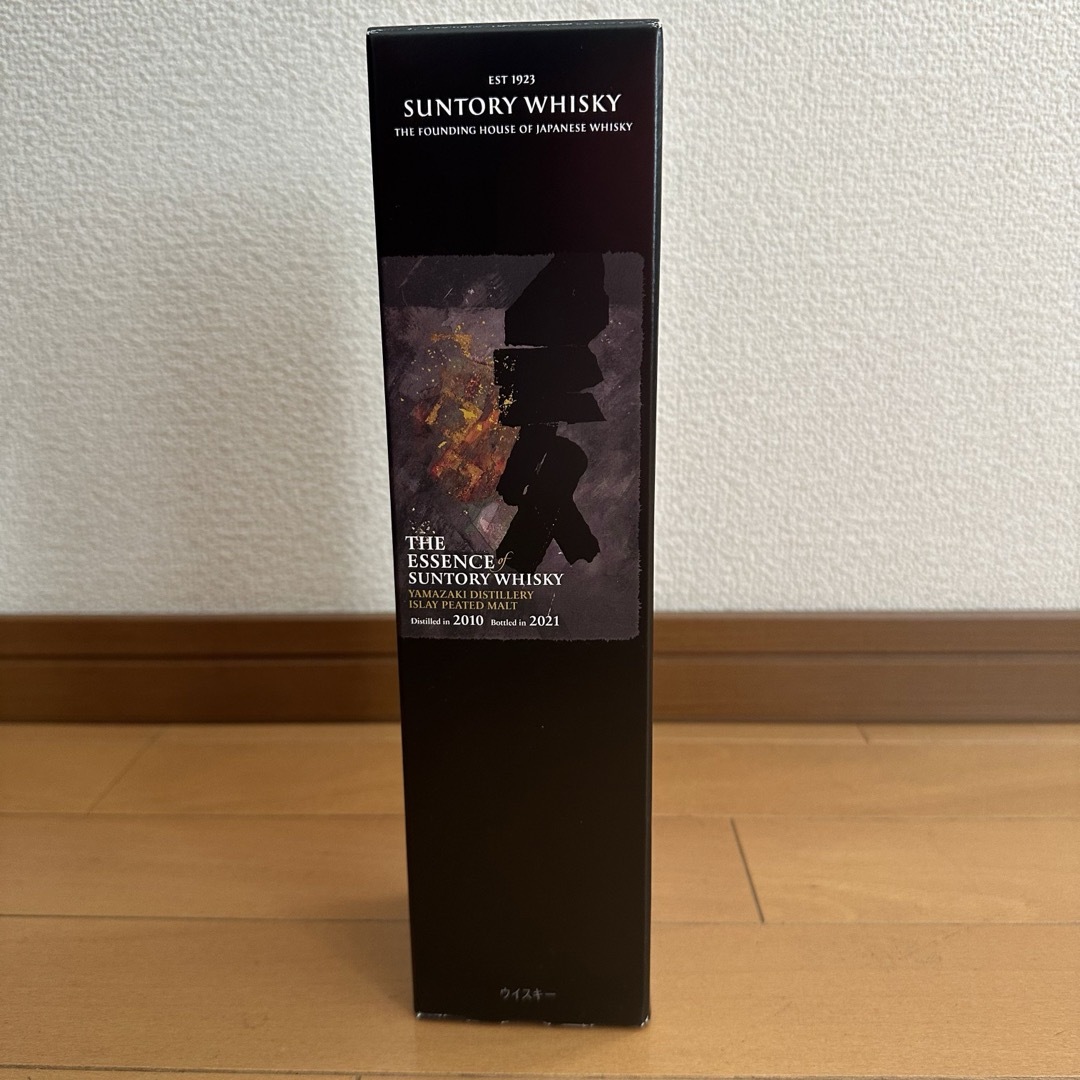 EST 1923
SUNTORY WHISKY
THE FOUNDING HOUSE OF JAPANESE WHISKY
THE
ESSENCE of
SUNTORY WHISKY
YAMAZAKI DISTILLERY
ISLAY PEATED MALT
Distilled in 2010 Bottled in 2021
ウイスキー